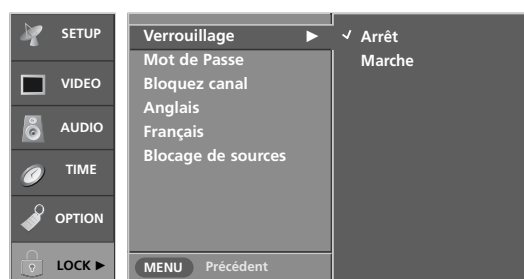 SETUP
VIDEO
AUDIO
TIME
OPTION
LOCK ►
Verrouillage ►
Mot de Passe
Bloquez canal
Anglais
Français
Blocage de sources
MENU Précédent
✓ Arrêt
Marche